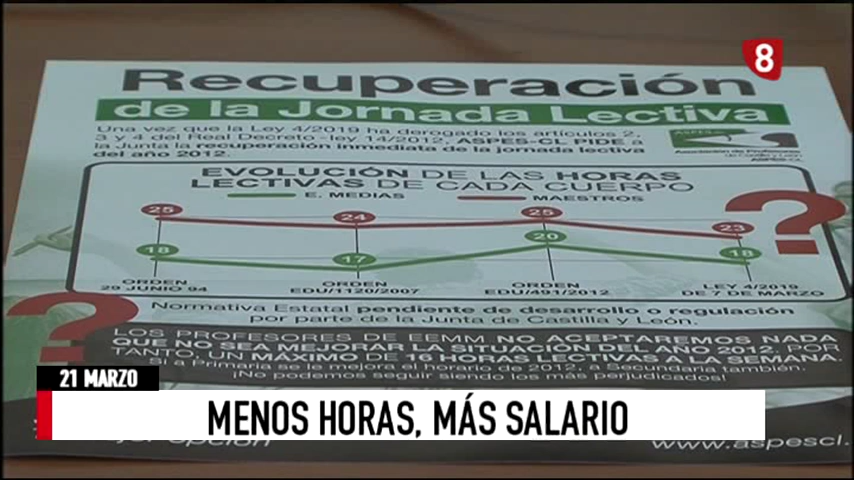 8
Recuperación
de la Jornada Lectiva
Una vez que la Ley 4/2019 ha derogado los artículos 2,
3 y 4 del Real Decreto - ley 14/2012, ASPES-CL PIDE a
la Junta la recuperación inmediata de la jornada lectiva
del año 2012.
ASPES-CL
EVOLUCIÓN DE LAS HORAS
LECTIVAS DE CADA CUERPO
E. MEDIAS MAESTROS
25 24 25 23
18 17 20 18
ORDEN
29 JUNIO 94
ORDEN
EDU/1120/2007
ORDEN
EDU/491/2012
LEY 4/2019
DE 7 DE MARZO
? ?
Normativa Estatal pendiente de desarrollo o regulación
por parte de la Junta de Castilla y León.
LOS PROFESORES DE EEMM NO ACEPTAREMOS NADA
QUE NO SEA MEJORAR LA SITUACIÓN DEL AÑO 2012. POR
TANTO, UN MÁXIMO DE 16 HORAS LECTIVAS A LA SEMANA.
Si a Primaria se le mejora el horario de 2012, a Secundaria también.
¡No podemos seguir siendo los más perjudicados!
21 MARZO
MENOS HORAS, MÁS SALARIO
opción
www.aspescl.